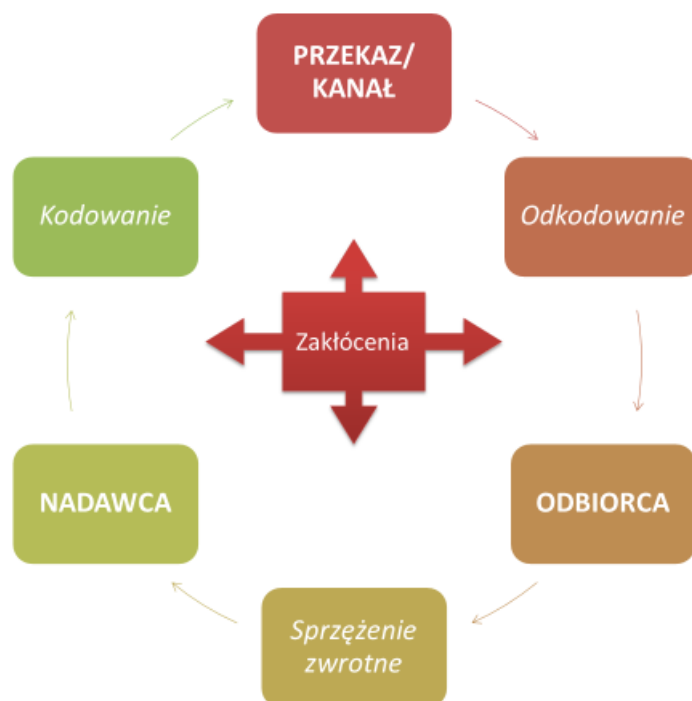 PRZEKAZ/
KANAŁ
Kodowanie
Odkodowanie
Zakłócenia
NADAWCA
ODBIORCA
Sprzężenie
zwrotne